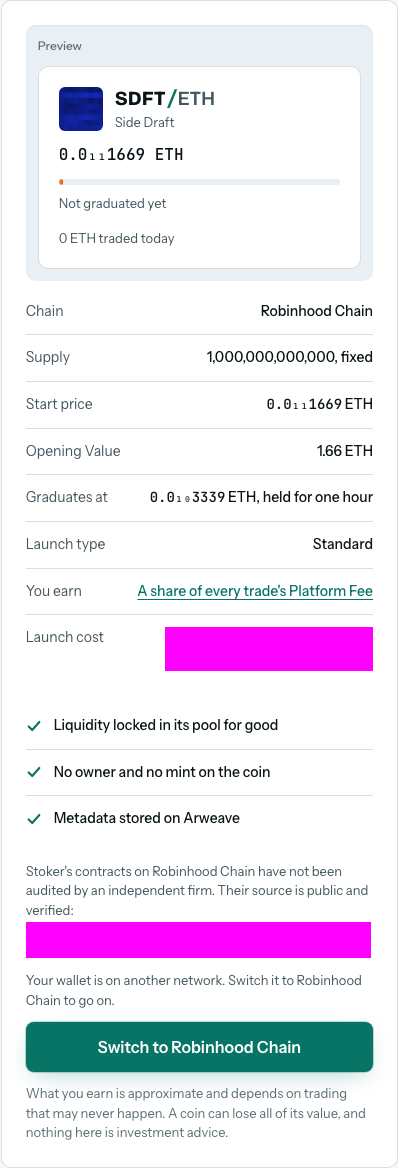 Preview
SDFT/ETH
Side Draft
0.0₁₁1669 ETH
Not graduated yet
0 ETH traded today
Chain Robinhood Chain
Supply 1,000,000,000,000, fixed
Start price 0.0₁₁1669 ETH
Opening Value 1.66 ETH
Graduates at 0.0₁₀3339 ETH, held for one hour
Launch type Standard
You earn A share of every trade's Platform Fee
Launch cost
Liquidity locked in its pool for good
No owner and no mint on the coin
Metadata stored on Arweave
Stoker's contracts on Robinhood Chain have not been
audited by an independent firm. Their source is public and
verified:
Your wallet is on another network. Switch it to Robinhood
Chain to go on.
Switch to Robinhood Chain
What you earn is approximate and depends on trading
that may never happen. A coin can lose all of its value, and
nothing here is investment advice.